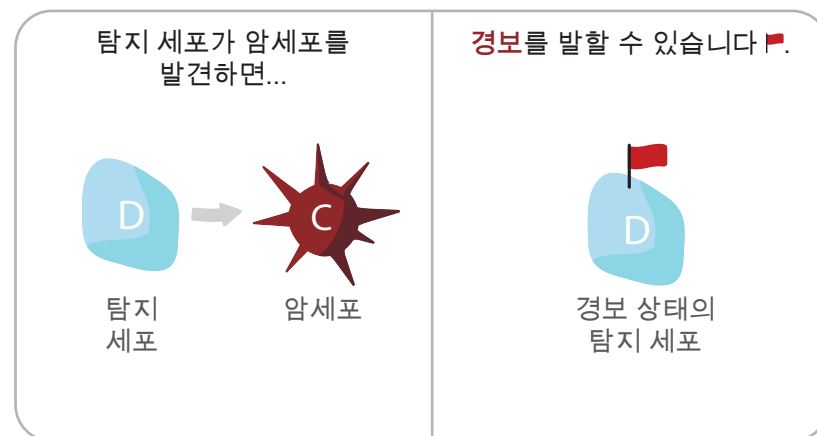 탐지 세포가 암세포를
발견하면...
D
C
탐지
세포
암세포
경보를 발할 수 있습니다.
D
경보 상태의
탐지 세포